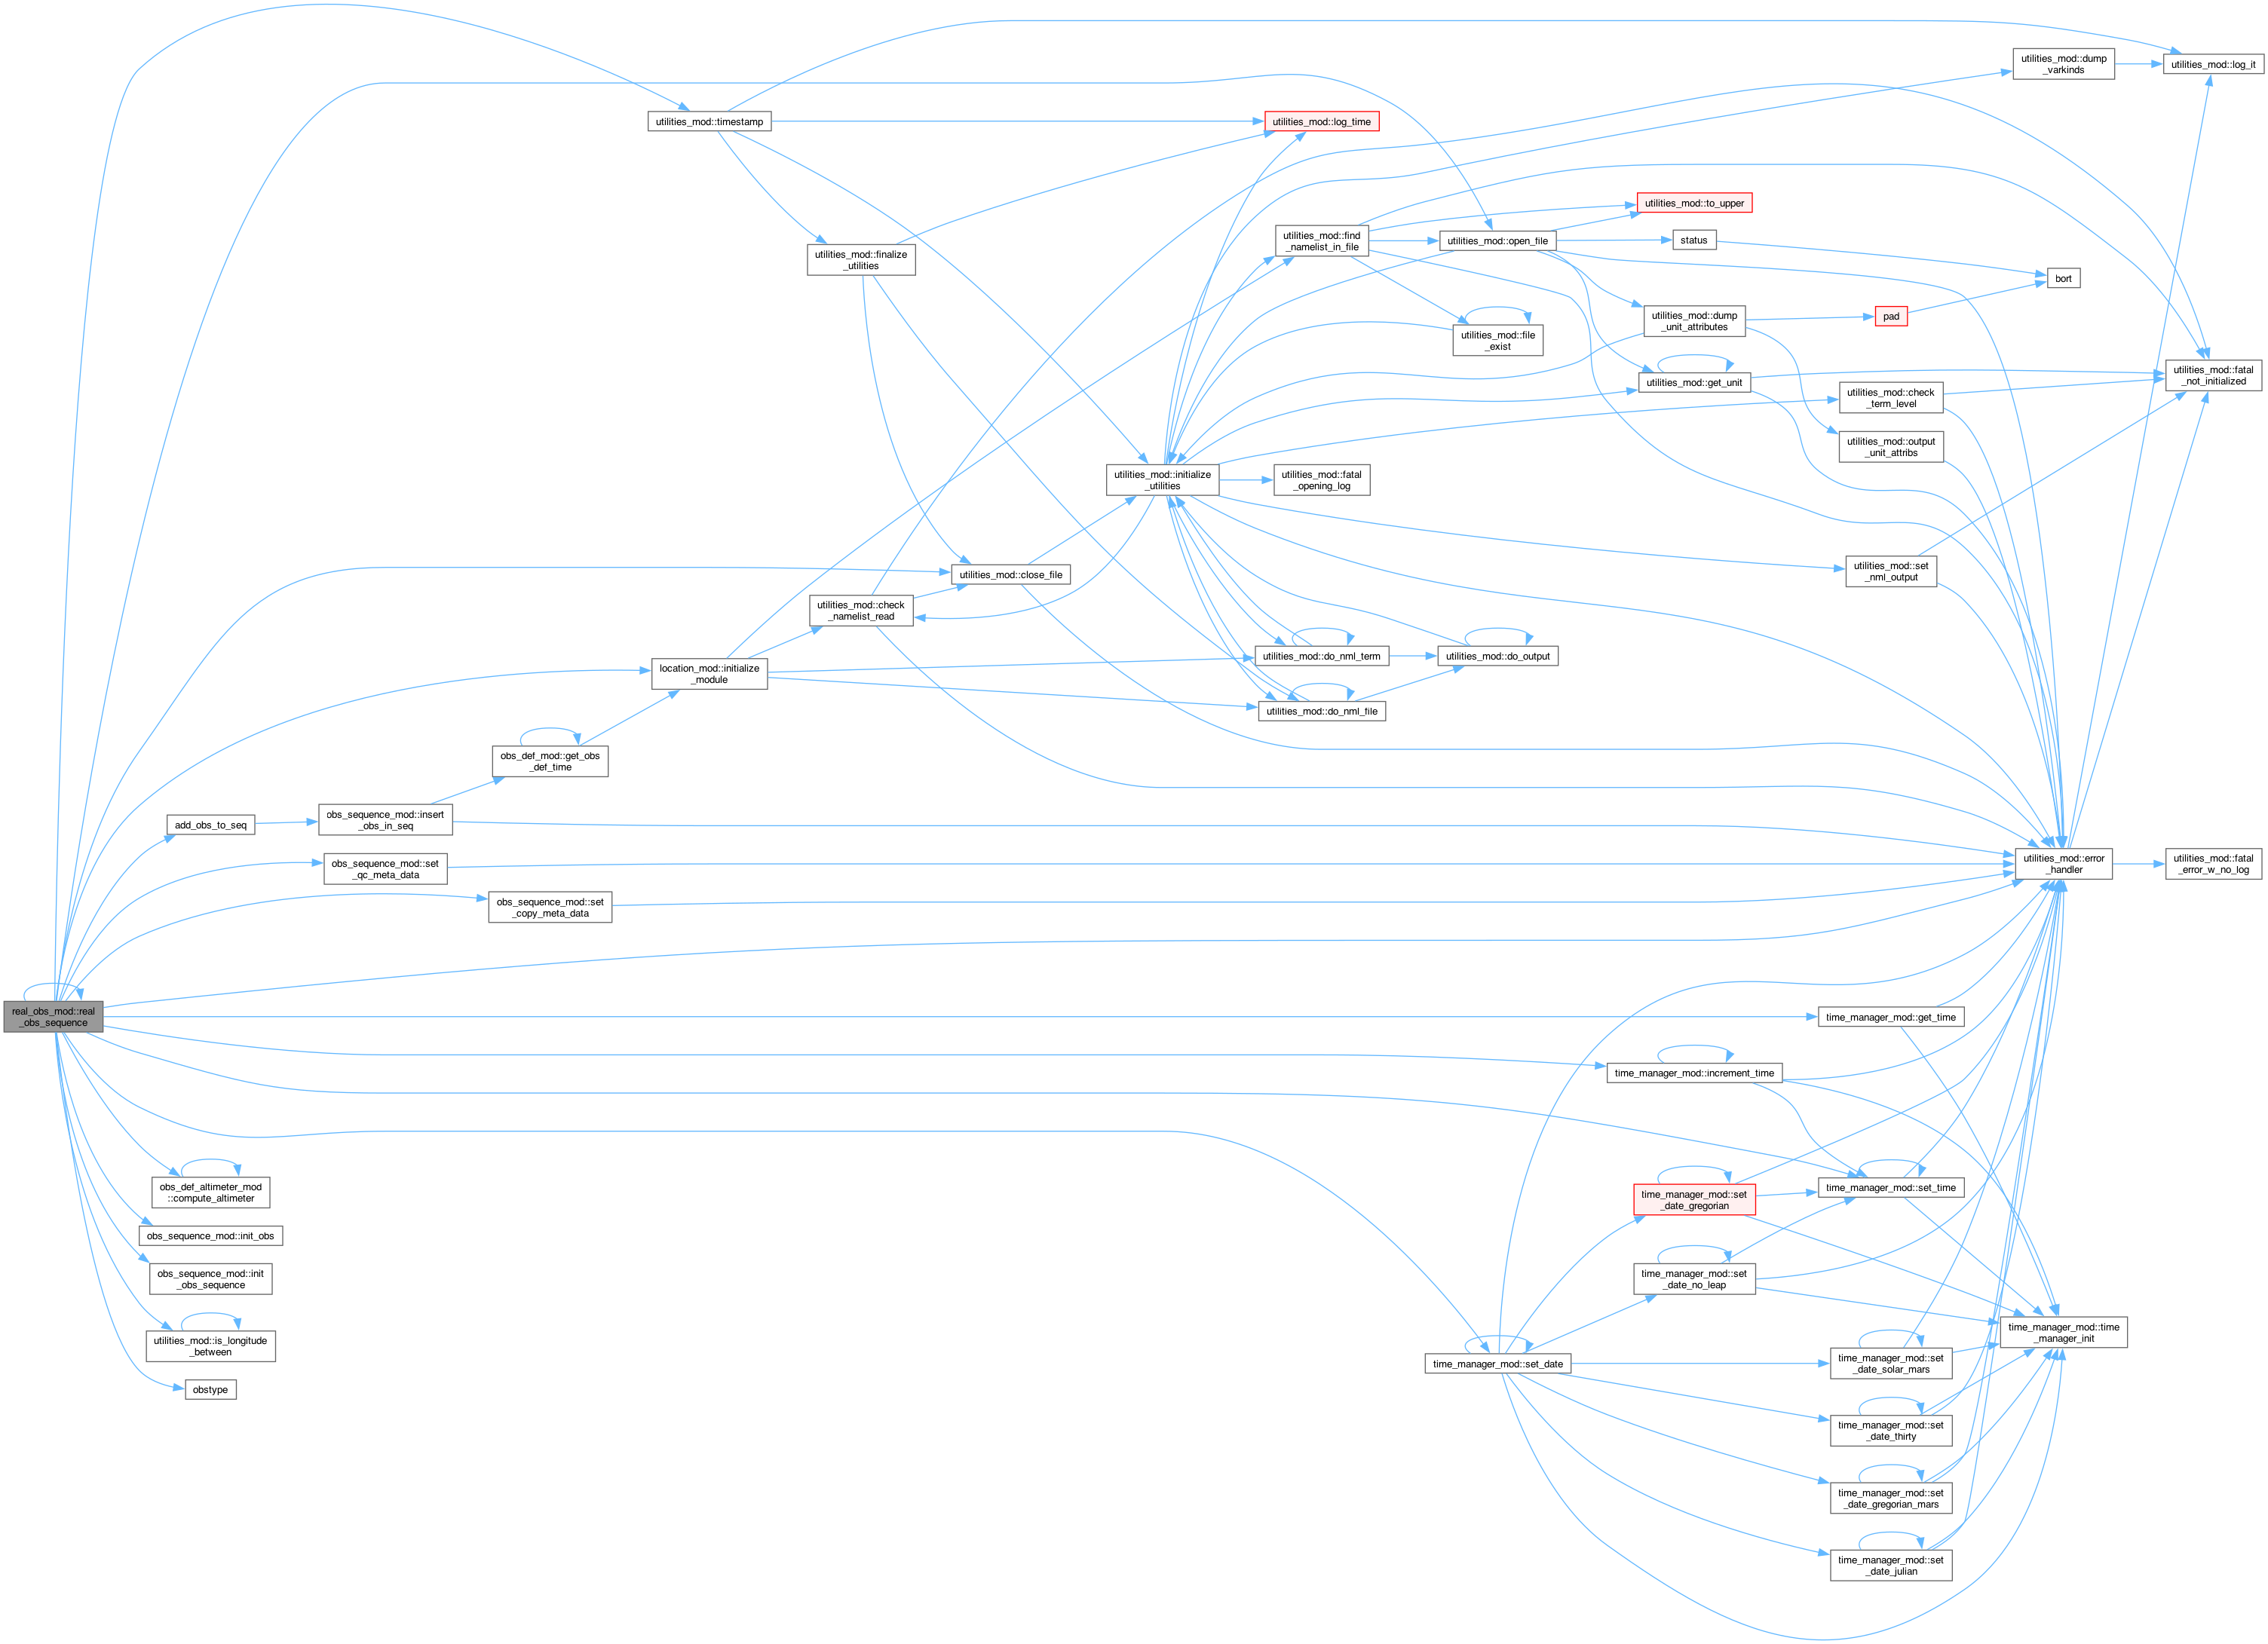 utilities_mod::dump
_varkinds
utilities_mod::log_it
utilities_mod::timestamp
utilities_mod::log_time
utilities_mod::to_upper
utilities_mod::find
_namelist_in_file
utilities_mod::open_file
status
utilities_mod::finalize
_utilities
bort
utilities_mod::dump
_unit_attributes
pad
utilities_mod::file
_exist
utilities_mod::fatal
_not_initialized
utilities_mod::get_unit
utilities_mod::check
_term_level
utilities_mod::output
_unit_attribs
utilities_mod::initialize
_utilities
utilities_mod::fatal
_opening_log
utilities_mod::set
_nml_output
utilities_mod::close_file
utilities_mod::check
_namelist_read
utilities_mod::do_nml_term
utilities_mod::do_output
location_mod::initialize
_module
utilities_mod::do_nml_file
obs_def_mod::get_obs
_def_time
add_obs_to_seq
obs_sequence_mod::insert
_obs_in_seq
obs_sequence_mod::set
_qc_meta_data
utilities_mod::error
_handler
utilities_mod::fatal
_error_w_no_log
obs_sequence_mod::set
_copy_meta_data
real_obs_mod::real
_obs_sequence
time_manager_mod::get_time
time_manager_mod::increment_time
obs_def_altimeter_mod
::compute_altimeter
time_manager_mod::set
_date_gregorian
time_manager_mod::set_time
obs_sequence_mod::init_obs
obs_sequence_mod::init
_obs_sequence
time_manager_mod::set
_date_no_leap
utilities_mod::is_longitude
_between
time_manager_mod::time
_manager_init
time_manager_mod::set_date
time_manager_mod::set
_date_solar_mars
obstype
time_manager_mod::set
_date_thirty
time_manager_mod::set
_date_gregorian_mars
time_manager_mod::set
_date_julian